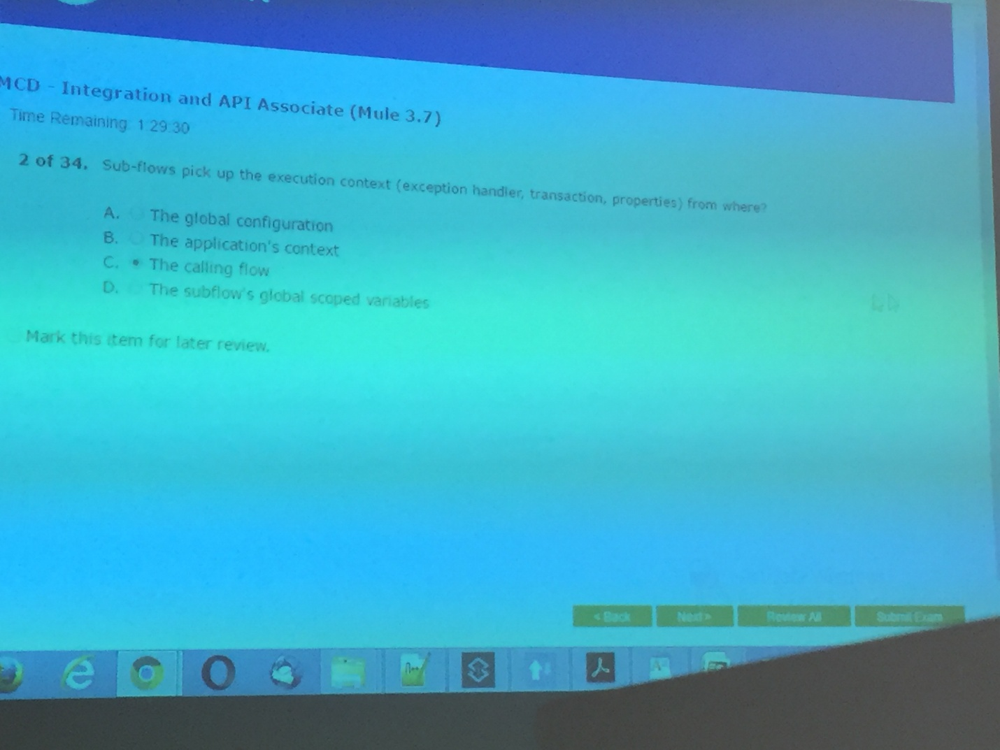 MCD - Integration and API Associate (Mule 3.7)
Time Remaining: 1:29:30
2 of 34. Sub-flows pick up the execution context (exception handler, transaction, properties) from where?
A. The global configuration
B. The application's context
C. The calling flow
D. The subflow's global scoped variables
Mark this item for later review.
< Back Next > Review All Submit Exam